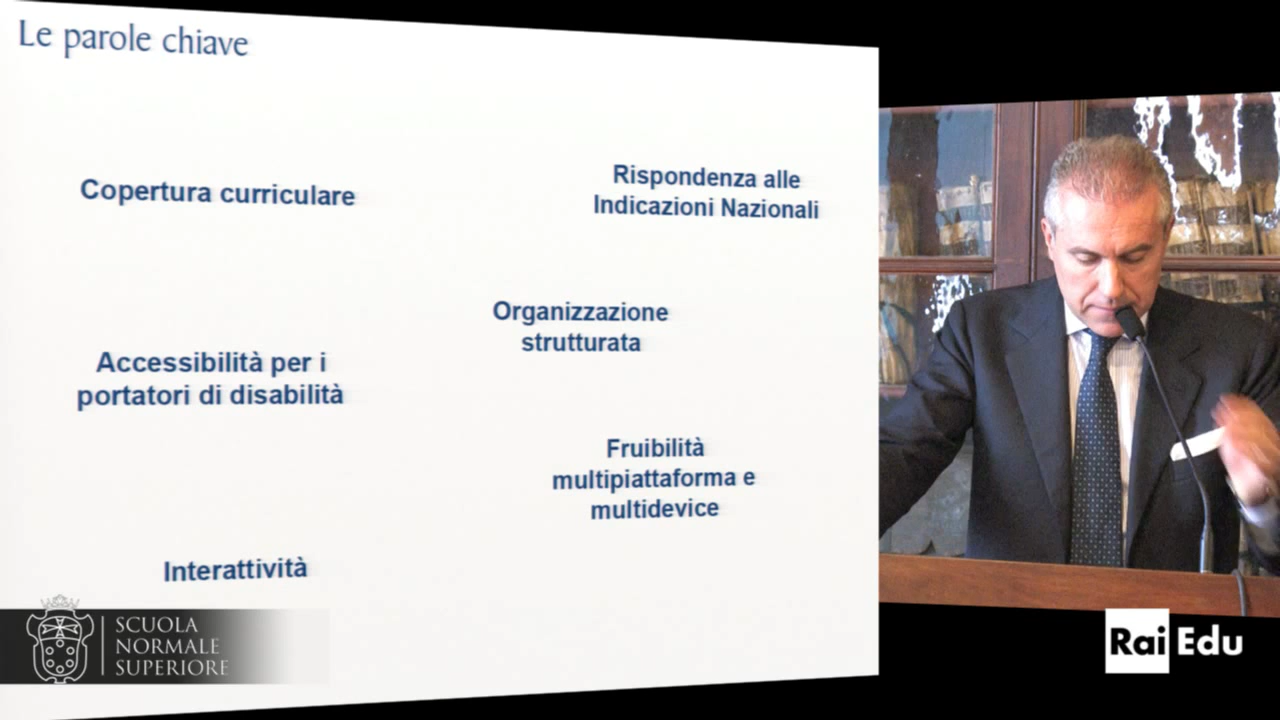 Le parole chiave
Copertura curriculare
Rispondenza alle
Indicazioni Nazionali
Organizzazione
strutturata
Accessibilità per i
portatori di disabilità
Fruibilità
multipiattaforma e
multidevice
Interattività
SCUOLA
NORMALE
SUPERIORE
Rai Edu